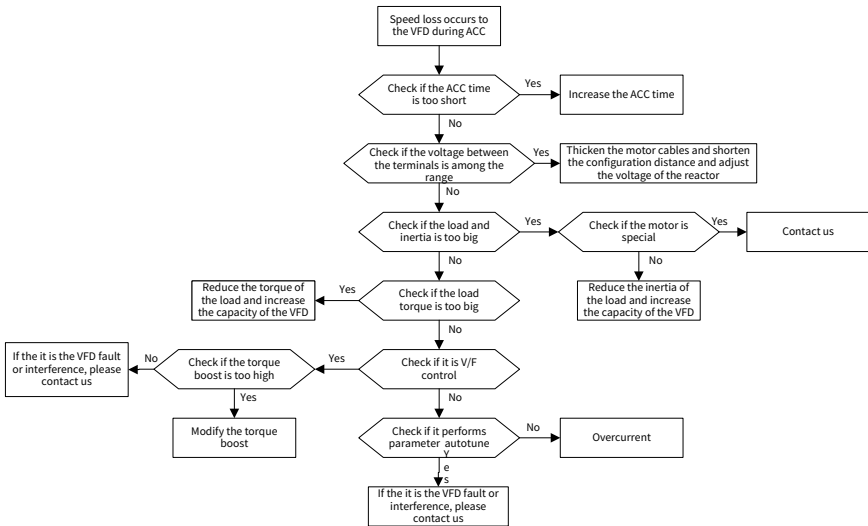 Speed loss occurs to
the VFD during ACC
Check if the ACC time
is too short
Yes
Increase the ACC time
No
Check if the voltage between
the terminals is among the
range
Yes
Thicken the motor cables and shorten
the configuration distance and adjust
the voltage of the reactor
No
Check if the load and
inertia is too big
Yes
Check if the motor is
special
Yes
Contact us
No
No
Reduce the torque of
the load and increase
the capacity of the VFD
Yes
Check if the load
torque is too big
Reduce the inertia of
the load and increase
the capacity of the VFD
No
If the it is the VFD fault
or interference, please
contact us
No
Check if the torque
boost is too high
Yes
Check if it is V/F
control
Yes
No
Modify the torque
boost
Check if it performs
parameter autotune
No
Overcurrent
Y
e
s
If the it is the VFD fault or
interference, please
contact us